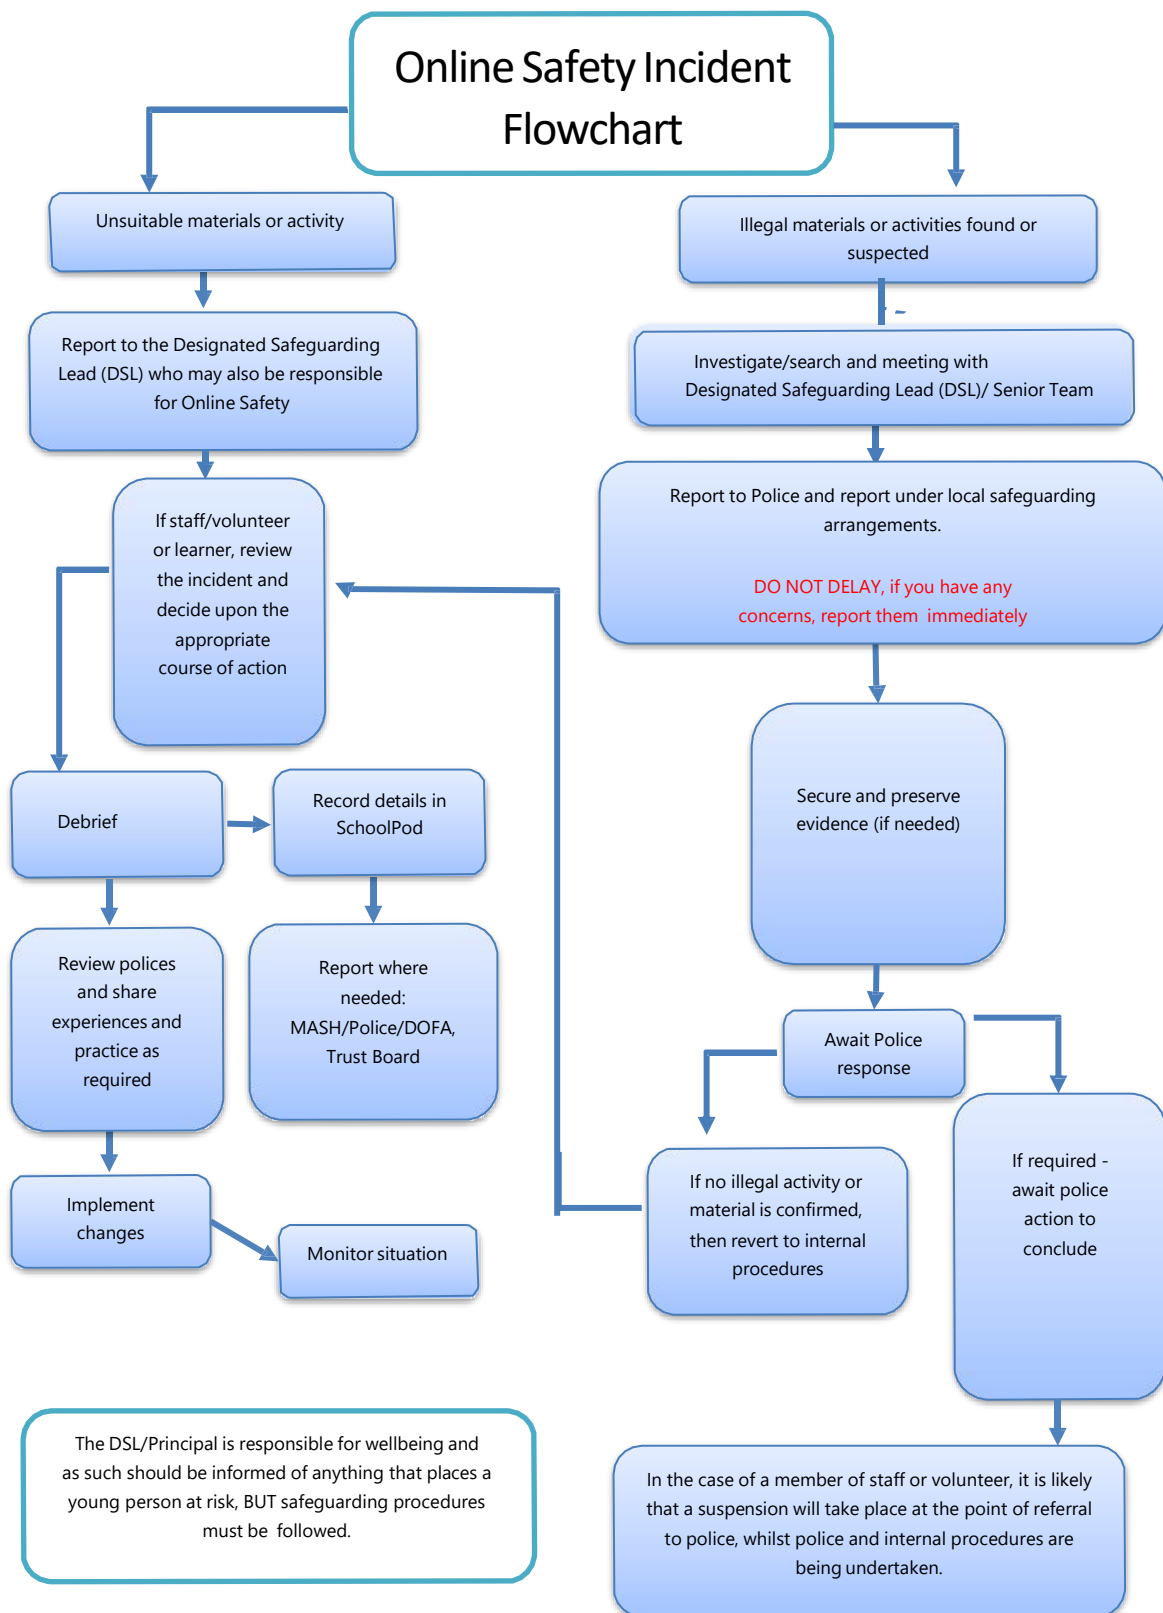 Online Safety Incident
Flowchart
Unsuitable materials or activity
Report to the Designated Safeguarding
Lead (DSL) who may also be responsible
for Online Safety
If staff/volunteer
or learner, review
the incident and
decide upon the
appropriate
course of action
Debrief
Record details in
SchoolPod
Review polices
and share
experiences and
practice as
required
Report where
needed:
MASH/Police/DOFA,
Trust Board
Implement
changes
Monitor situation
Illegal materials or activities found or
suspected
Investigate/search and meeting with
Designated Safeguarding Lead (DSL)/ Senior Team
Report to Police and report under local safeguarding
arrangements.
DO NOT DELAY, if you have any
concerns, report them immediately
Secure and preserve
evidence (if needed)
Await Police
response
If no illegal activity or
material is confirmed,
then revert to internal
procedures
If required -
await police
action to
conclude
In the case of a member of staff or volunteer, it is likely
that a suspension will take place at the point of referral
to police, whilst police and internal procedures are
being undertaken.
The DSL/Principal is responsible for wellbeing and
as such should be informed of anything that places a
young person at risk, BUT safeguarding procedures
must be followed.